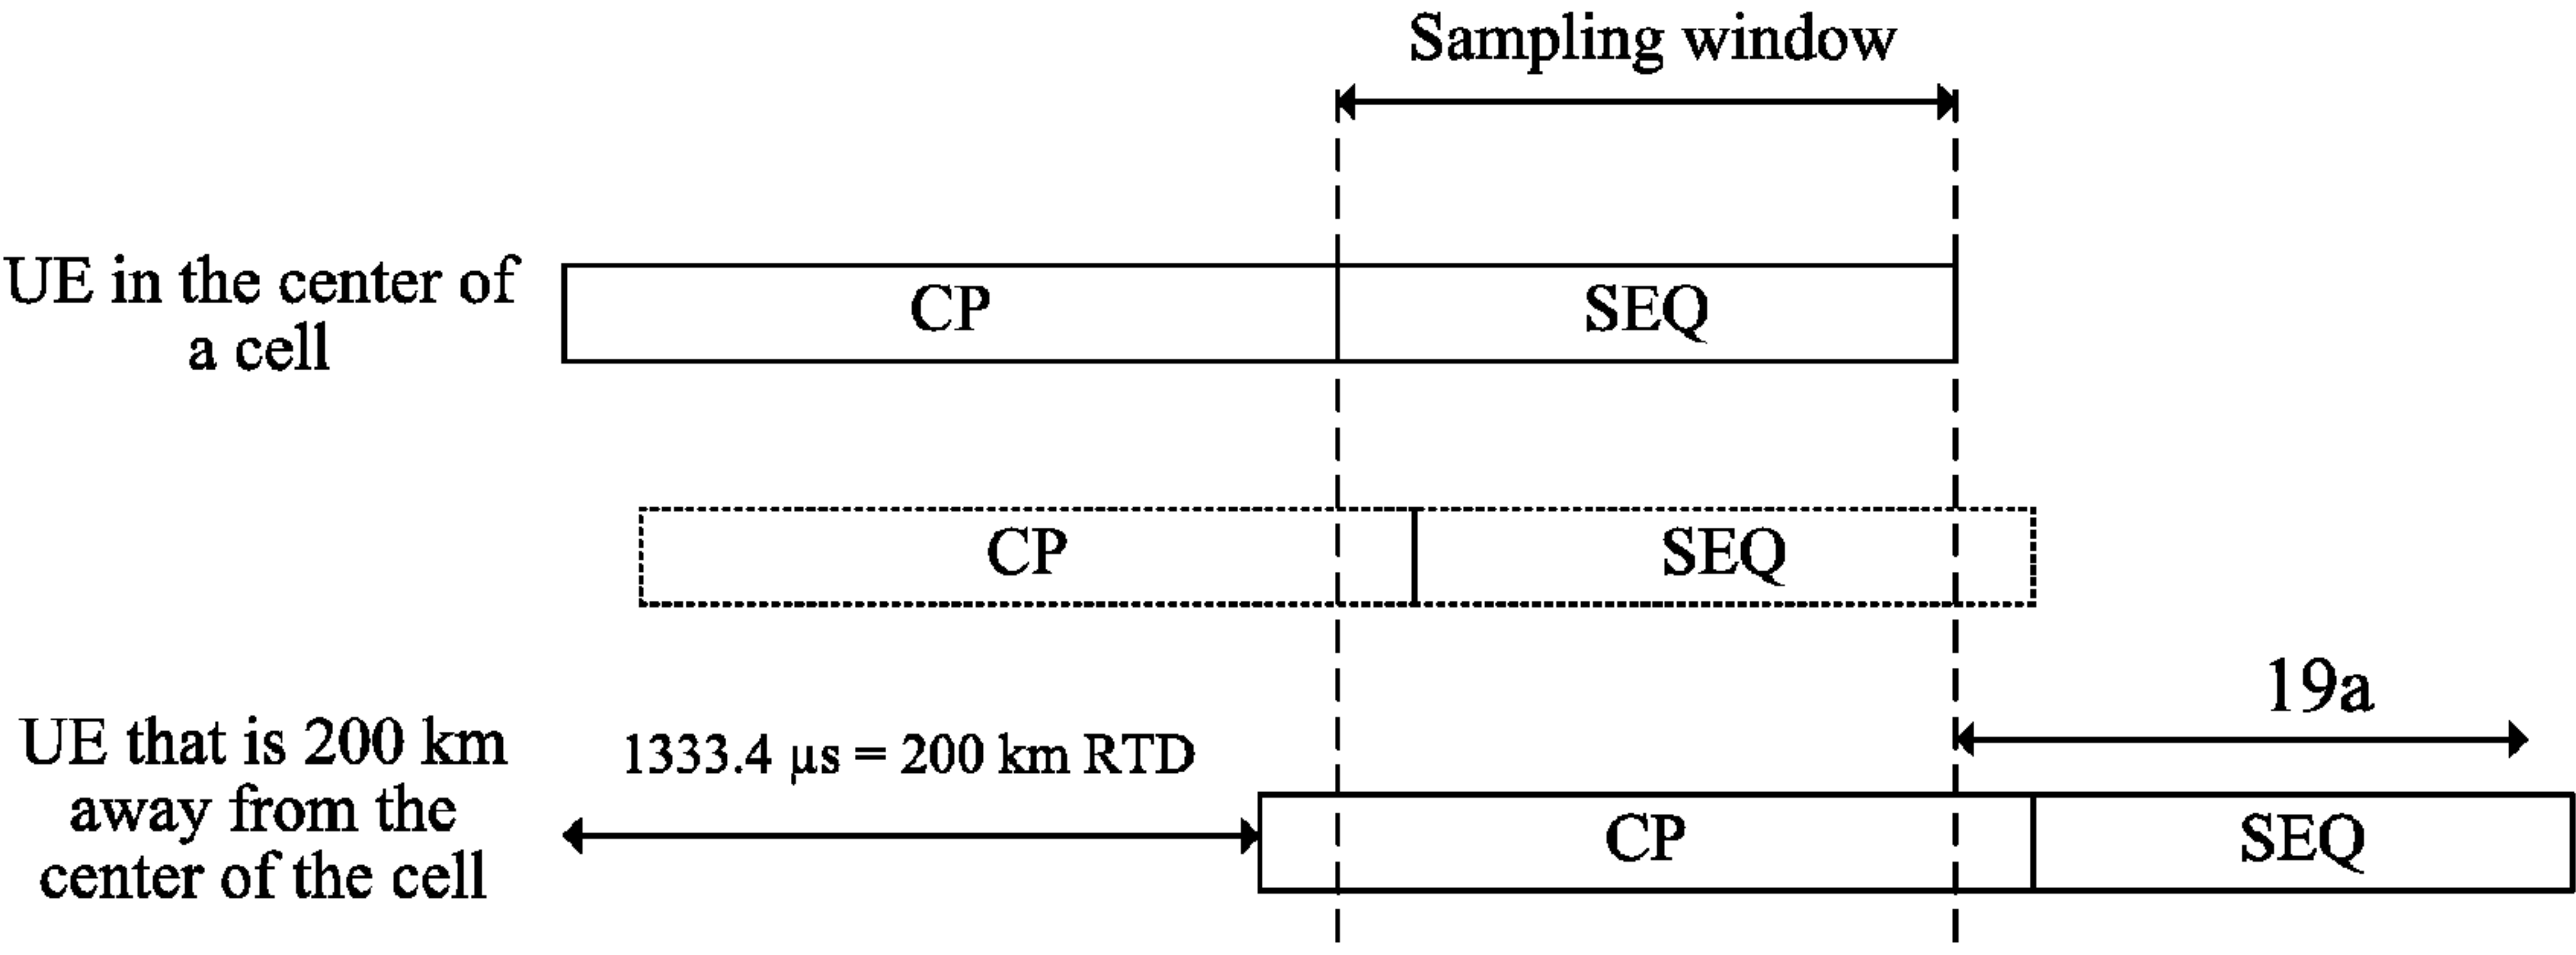 Sampling window
UE in the center of
a cell
CP
SEQ
CP
SEQ
19a
UE that is 200 km
away from the
center of the cell
1333.4 µs = 200 km RTD
CP
SEQ